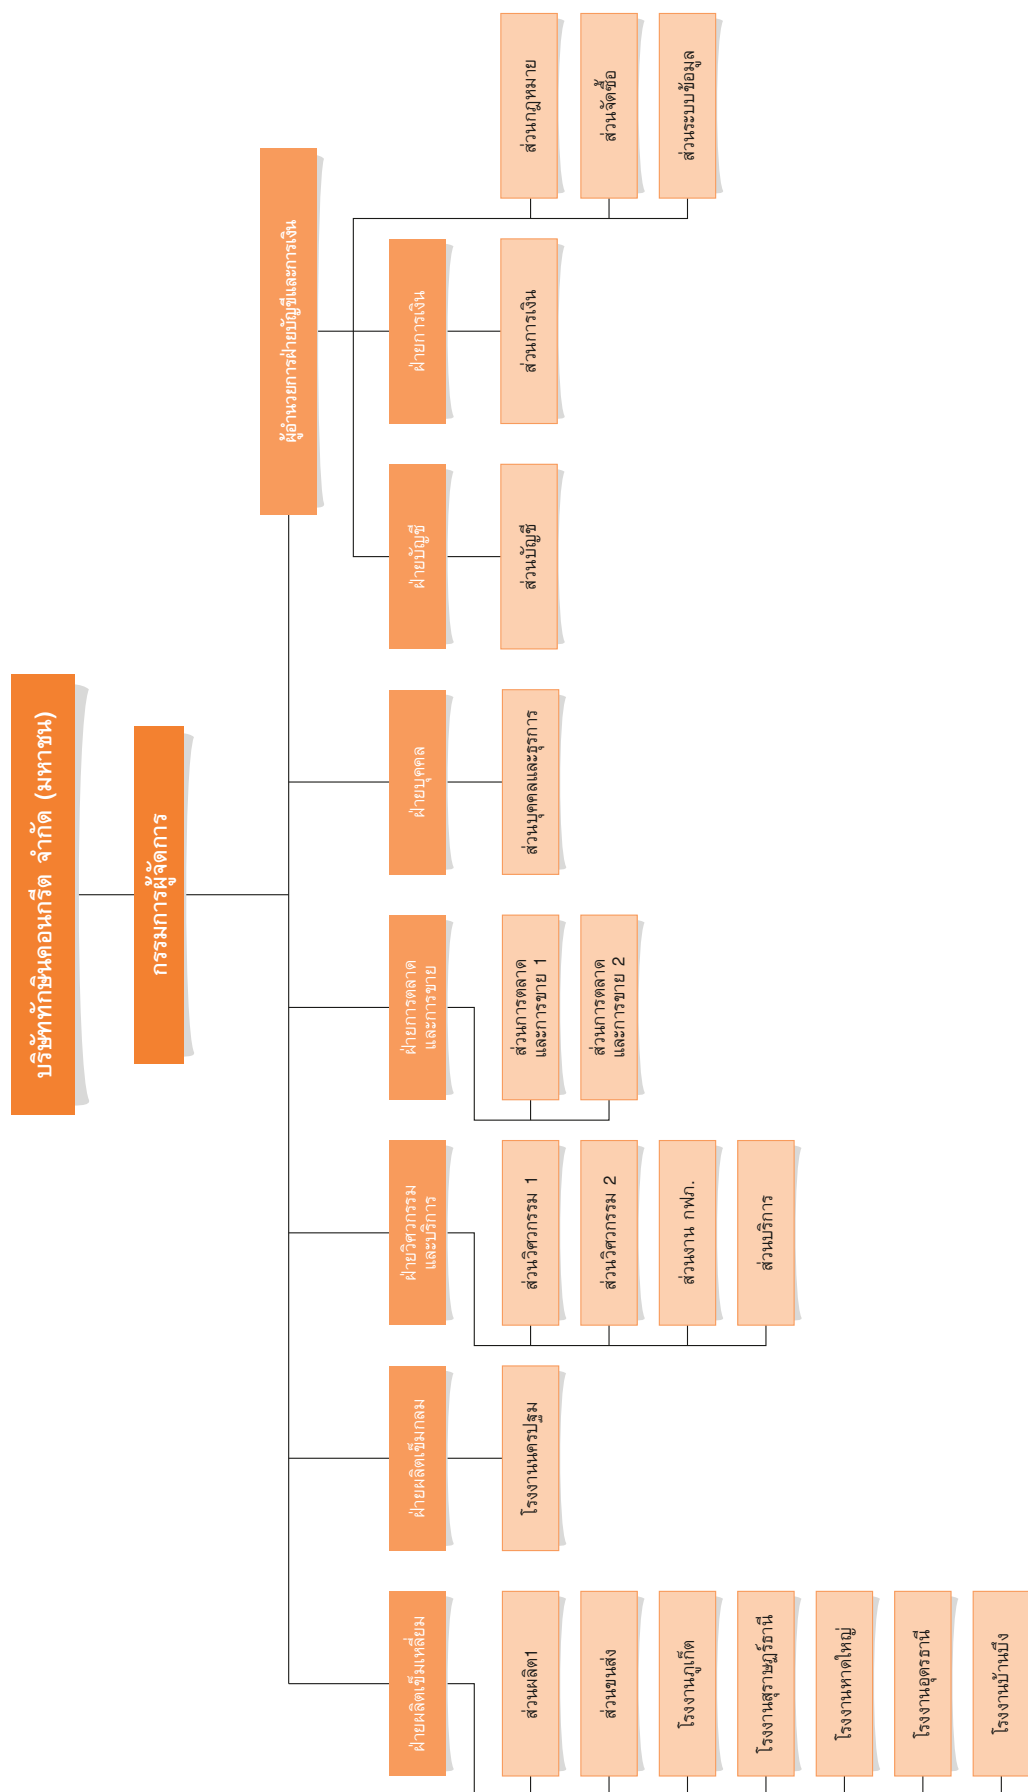 บริษัททักษิณคอนกรีต จำกัด (มหาชน)
กรรมการผู้จัดการ
ผู้อำนวยการฝ่ายบัญชีและการเงิน
ฝ่ายผลิตเข็มเหลี่ยม
ฝ่ายผลิตเข็มกลม
ฝ่ายวิศวกรรม
และบริการ
ฝ่ายการตลาด
และการขาย
ฝ่ายบุคคล
ฝ่ายบัญชี
ฝ่ายการเงิน
ส่วนผลิต1
ส่วนขนส่ง
โรงงานภูเก็ต
โรงงานสุราษฎร์ธานี
โรงงานหาดใหญ่
โรงงานอุดรธานี
โรงงานบ้านบึง
โรงงานนครปฐม
ส่วนวิศวกรรม 1
ส่วนวิศวกรรม 2
ส่วนงาน กฟภ.
ส่วนบริการ
ส่วนการตลาด
และการขาย 1
ส่วนการตลาด
และการขาย 2
ส่วนบุคคลและธุรการ
ส่วนบัญชี
ส่วนการเงิน
ส่วนกฎหมาย
ส่วนจัดซื้อ
ส่วนระบบข้อมูล